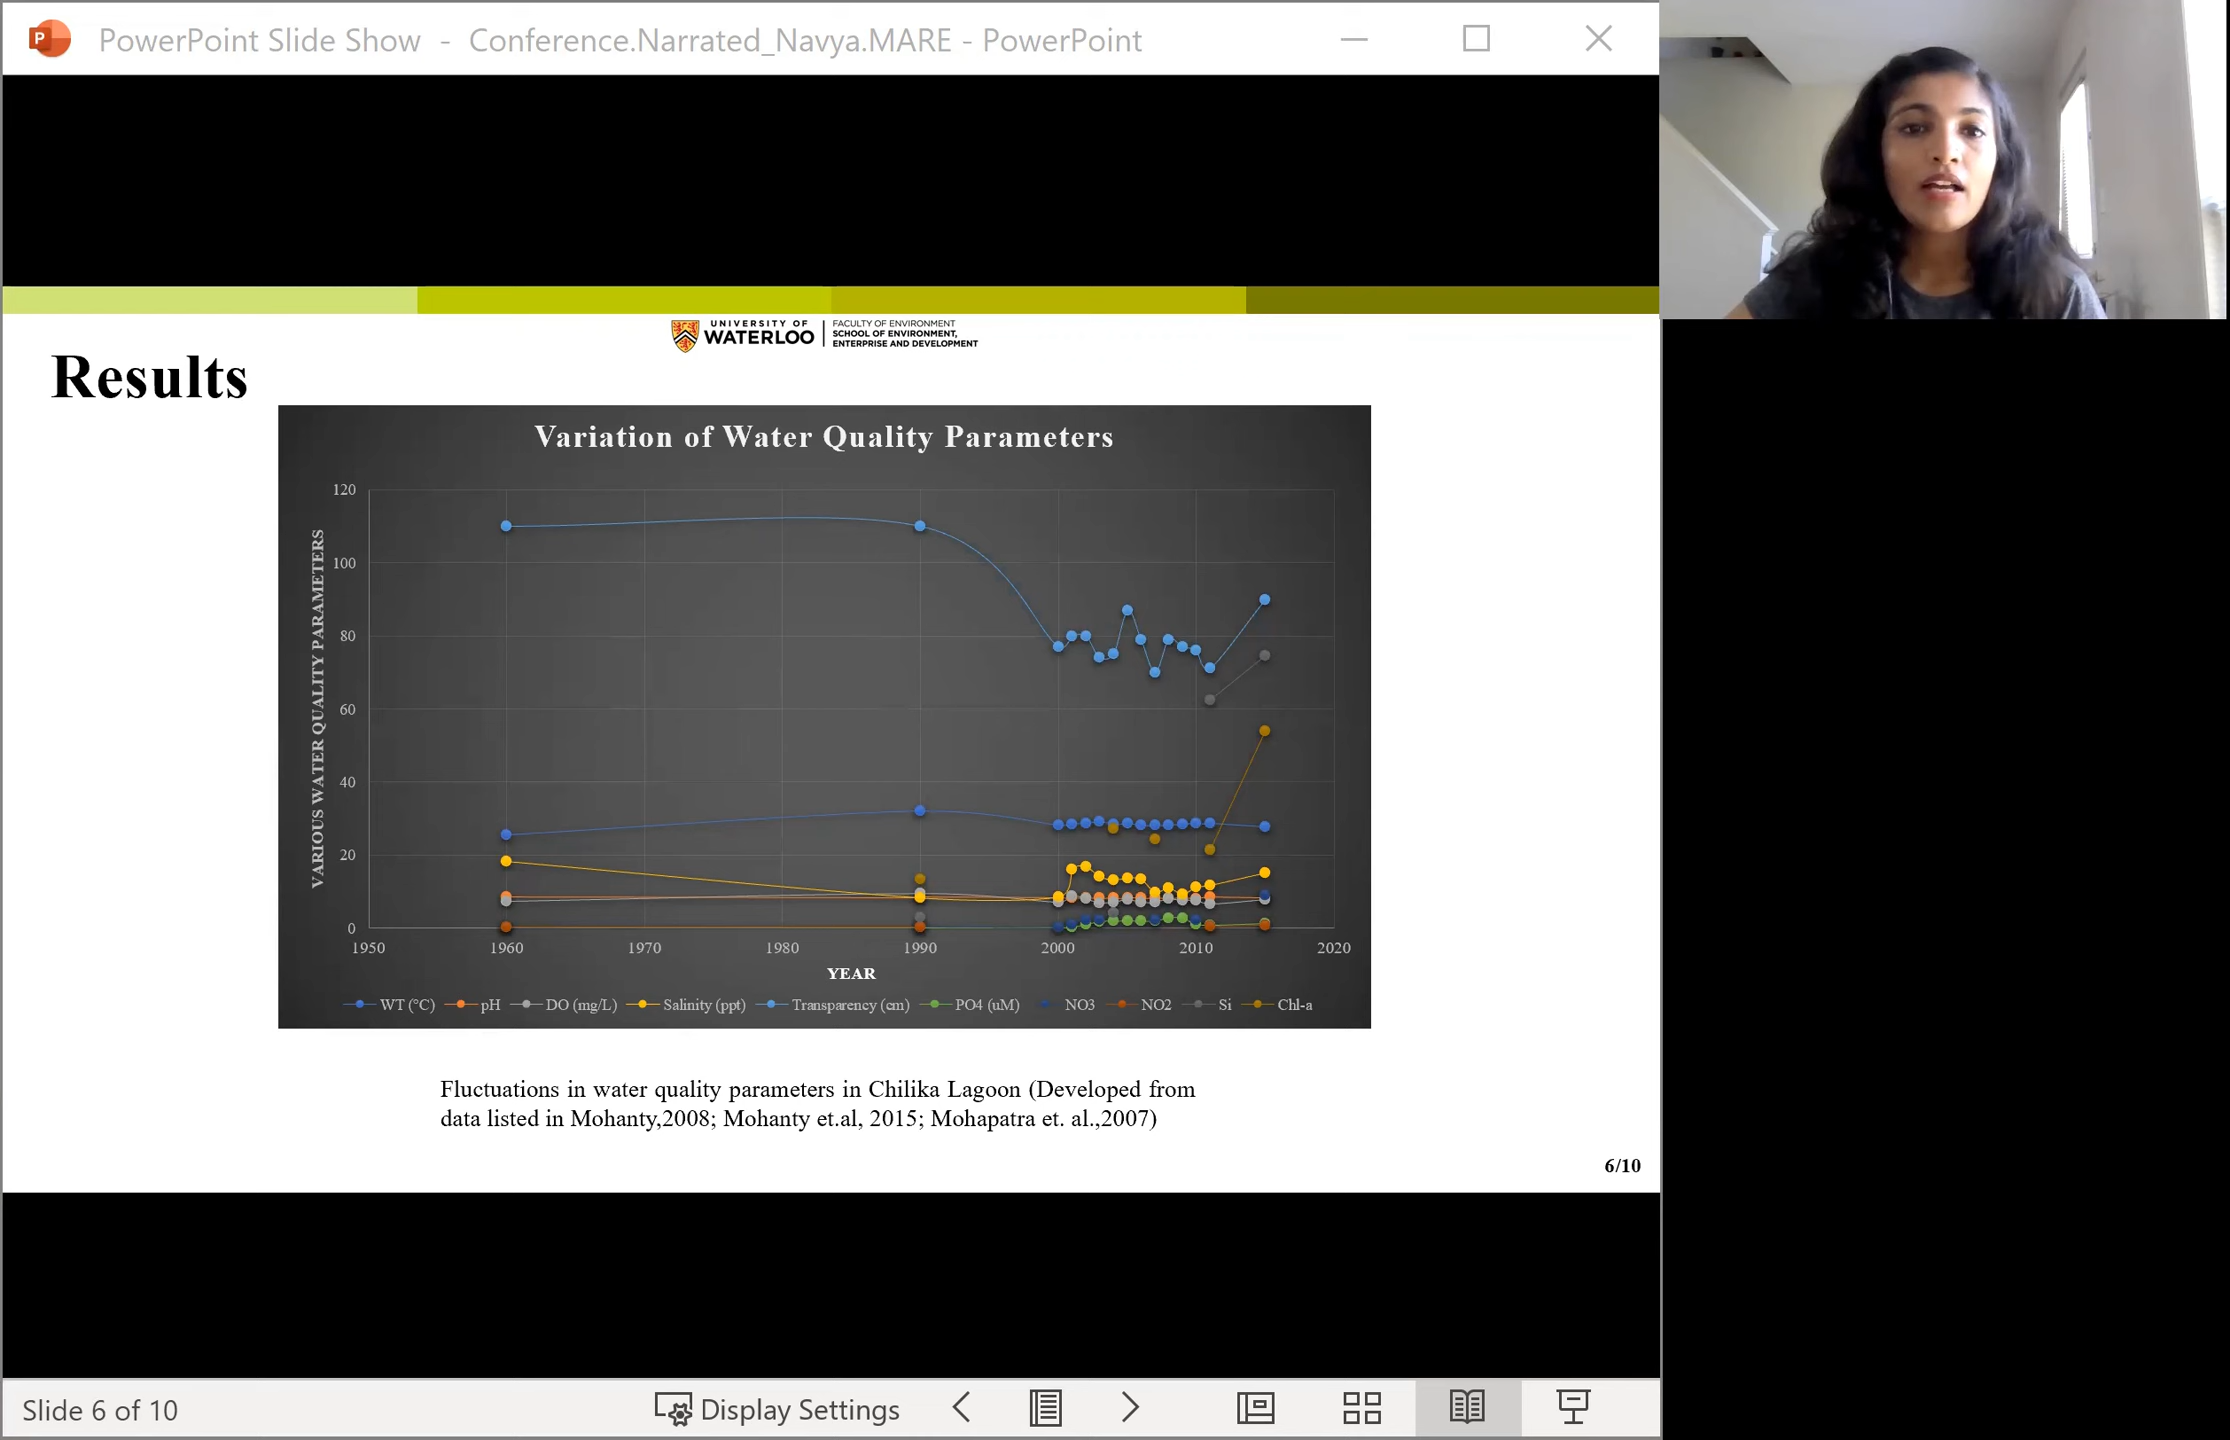 PowerPoint Slide Show - Conference.Narrated_Navya.MARE - PowerPoint
UNIVERSITY OF
WATERLOO
FACULTY OF ENVIRONMENT
SCHOOL OF ENVIRONMENT,
ENTERPRISE AND DEVELOPMENT
Results
Variation of Water Quality Parameters
VARIOUS WATER QUALITY PARAMETERS
120
100
80
60
40
20
0
1950 1960 1970 1980 1990 2000 2010 2020
YEAR
WT (°C) pH DO (mg/L) Salinity (ppt) Transparency (cm) PO4 (uM) NO3 NO2 Si Chl-a
Fluctuations in water quality parameters in Chilika Lagoon (Developed from
data listed in Mohanty,2008; Mohanty et.al, 2015; Mohapatra et. al.,2007)
6/10
Slide 6 of 10
Display Settings